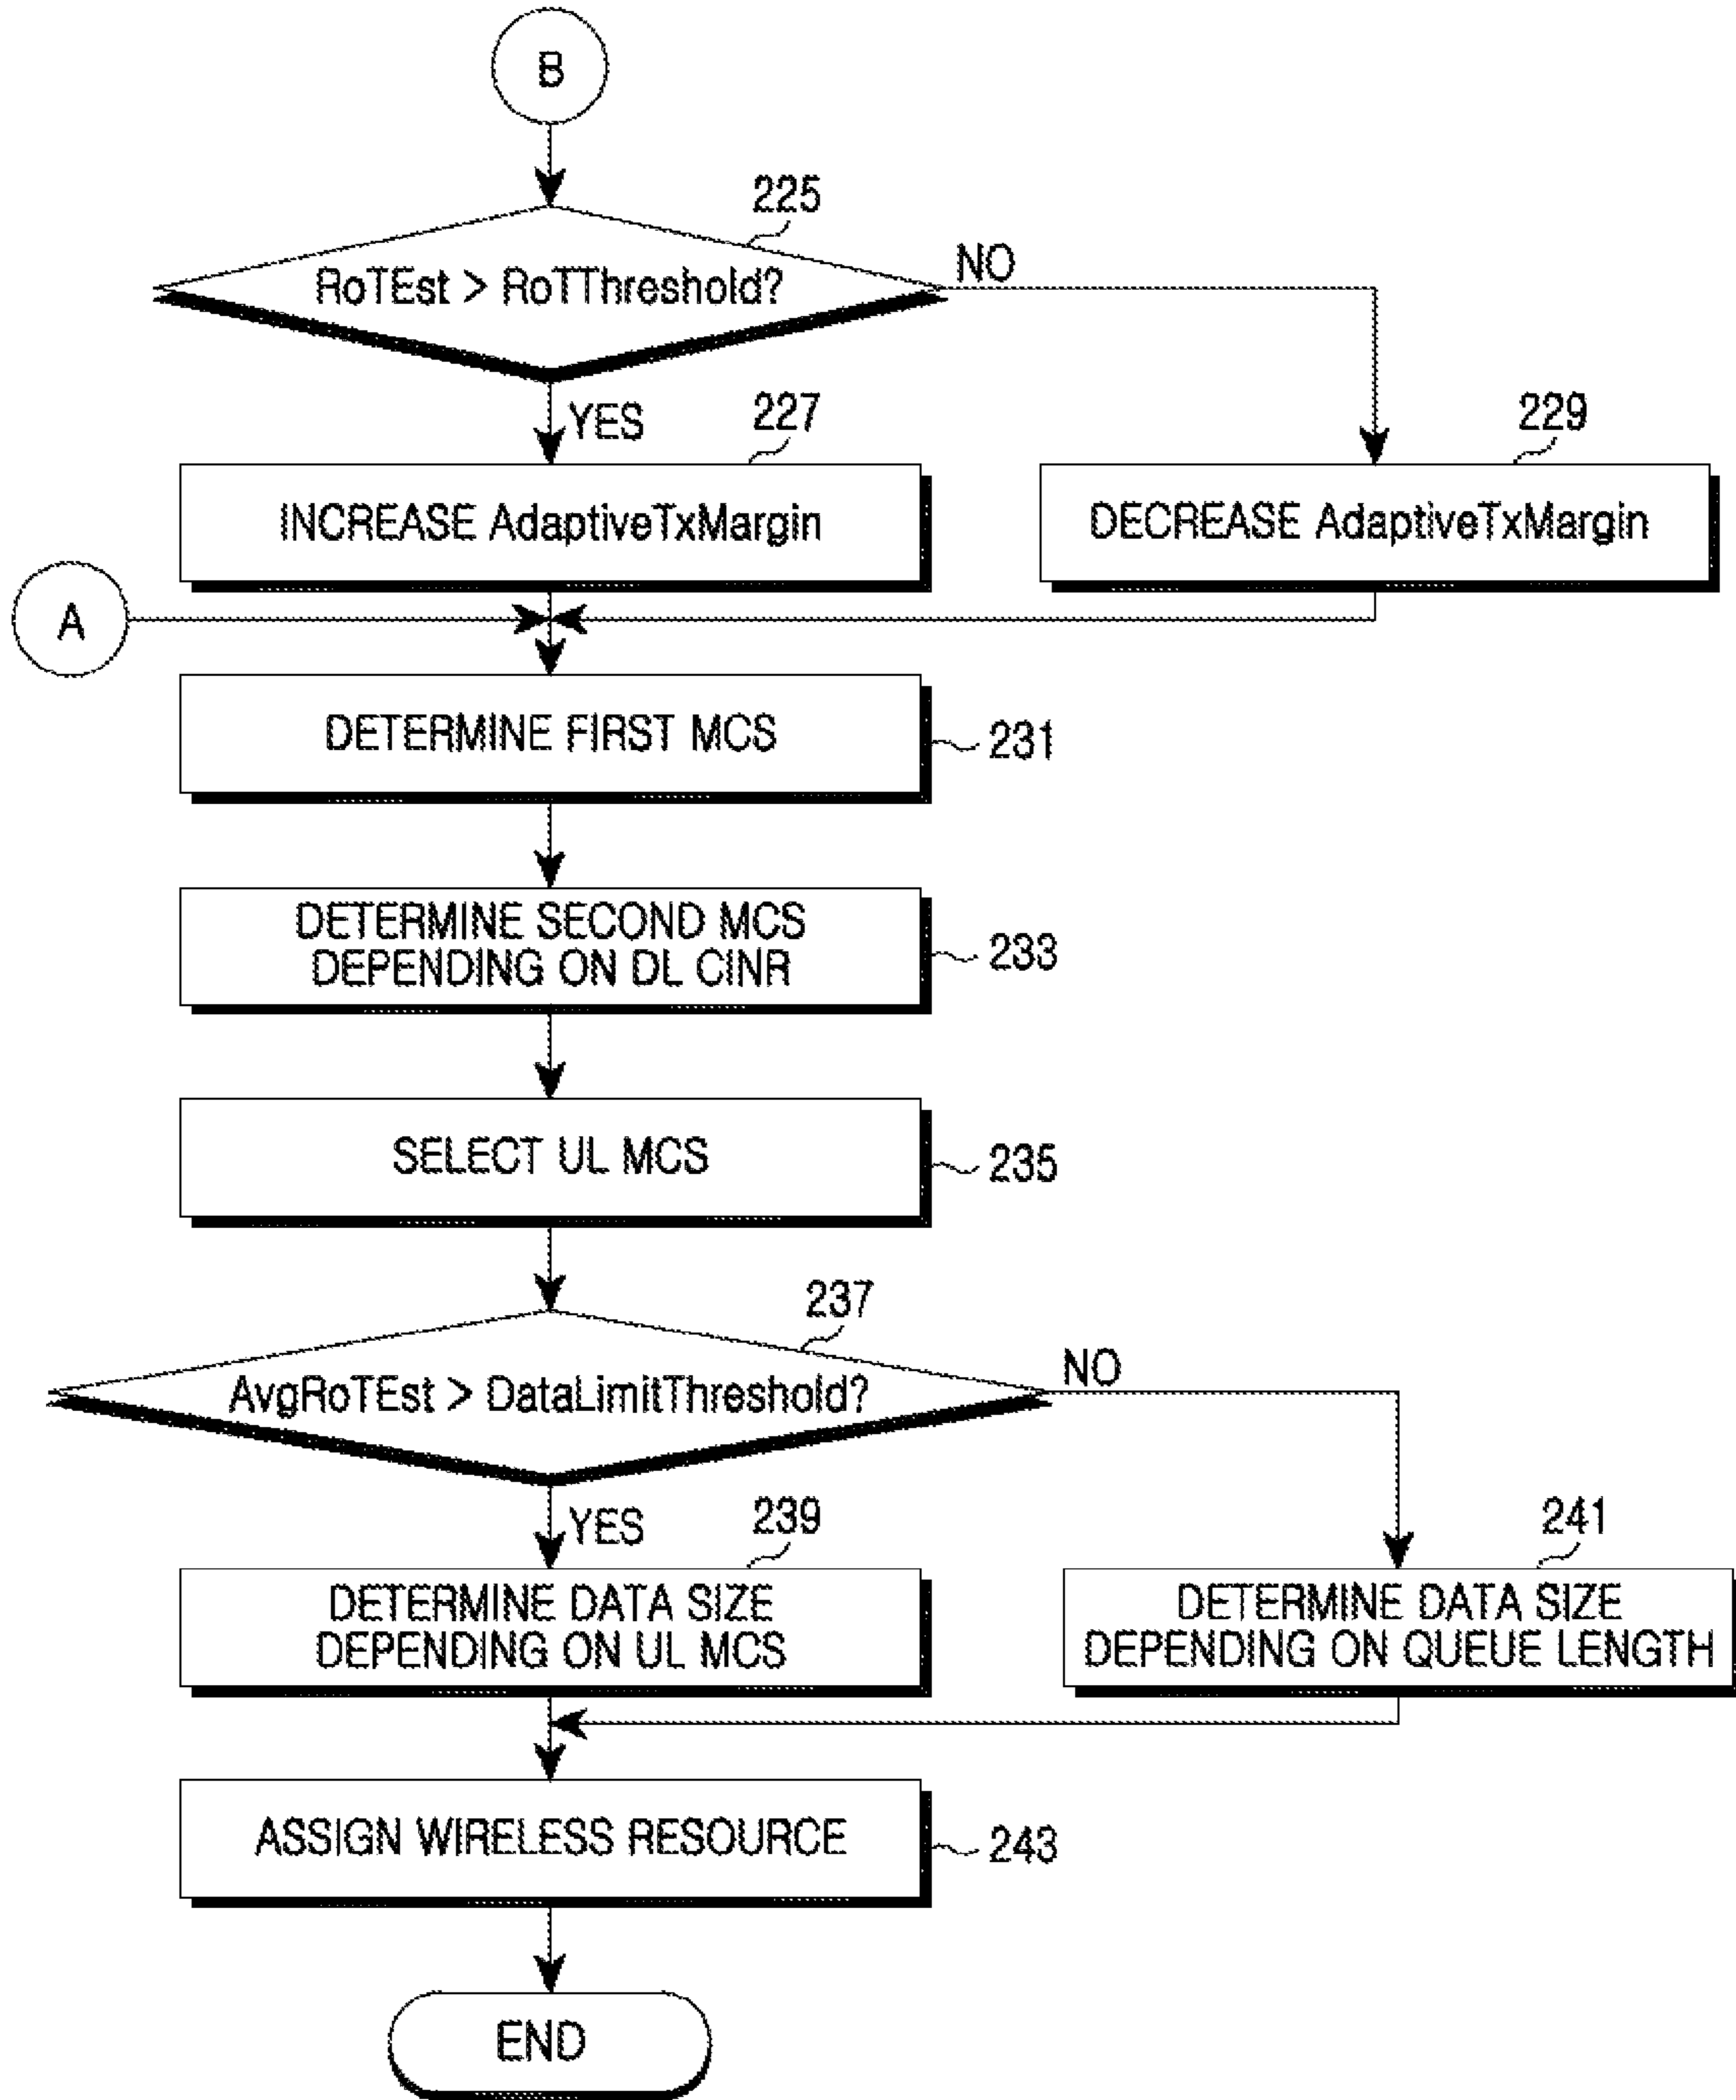 B
225
RoTEst > RoTThreshold?
NO
YES
227
229
INCREASE AdaptiveTxMargin
DECREASE AdaptiveTxMargin
A
DETERMINE FIRST MCS
231
DETERMINE SECOND MCS
DEPENDING ON DL CINR
233
SELECT UL MCS
235
237
AvgRoTEst > DataLimitThreshold?
NO
YES
239
241
DETERMINE DATA SIZE
DEPENDING ON UL MCS
DETERMINE DATA SIZE
DEPENDING ON QUEUE LENGTH
ASSIGN WIRELESS RESOURCE
243
END